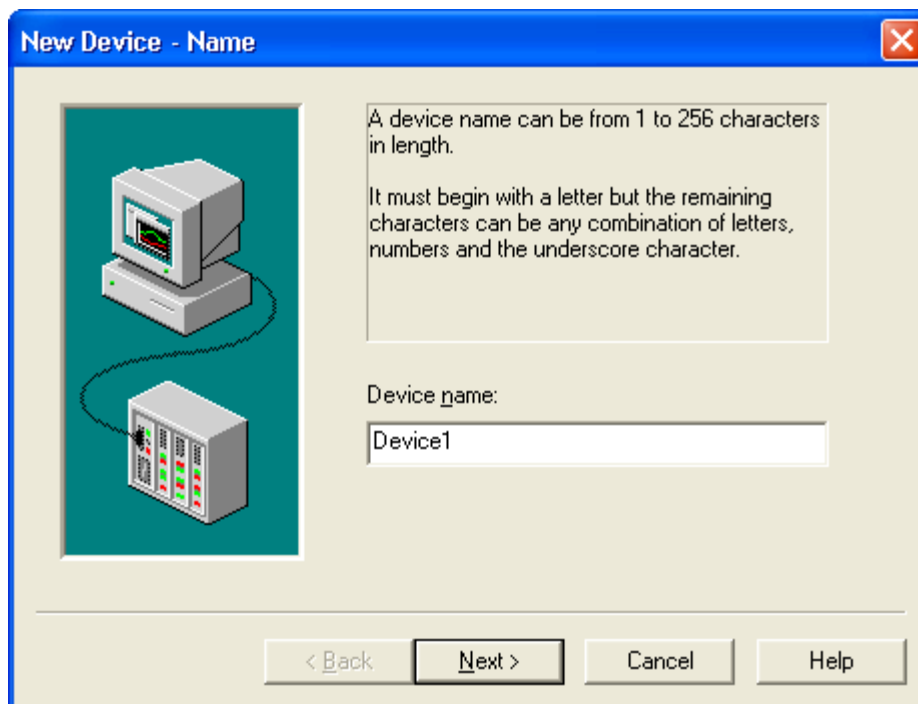 New Device - Name
A device name can be from 1 to 256 characters
in length.
It must begin with a letter but the remaining
characters can be any combination of letters,
numbers and the underscore character.
Device name:
Device1
< Back
Next >
Cancel
Help